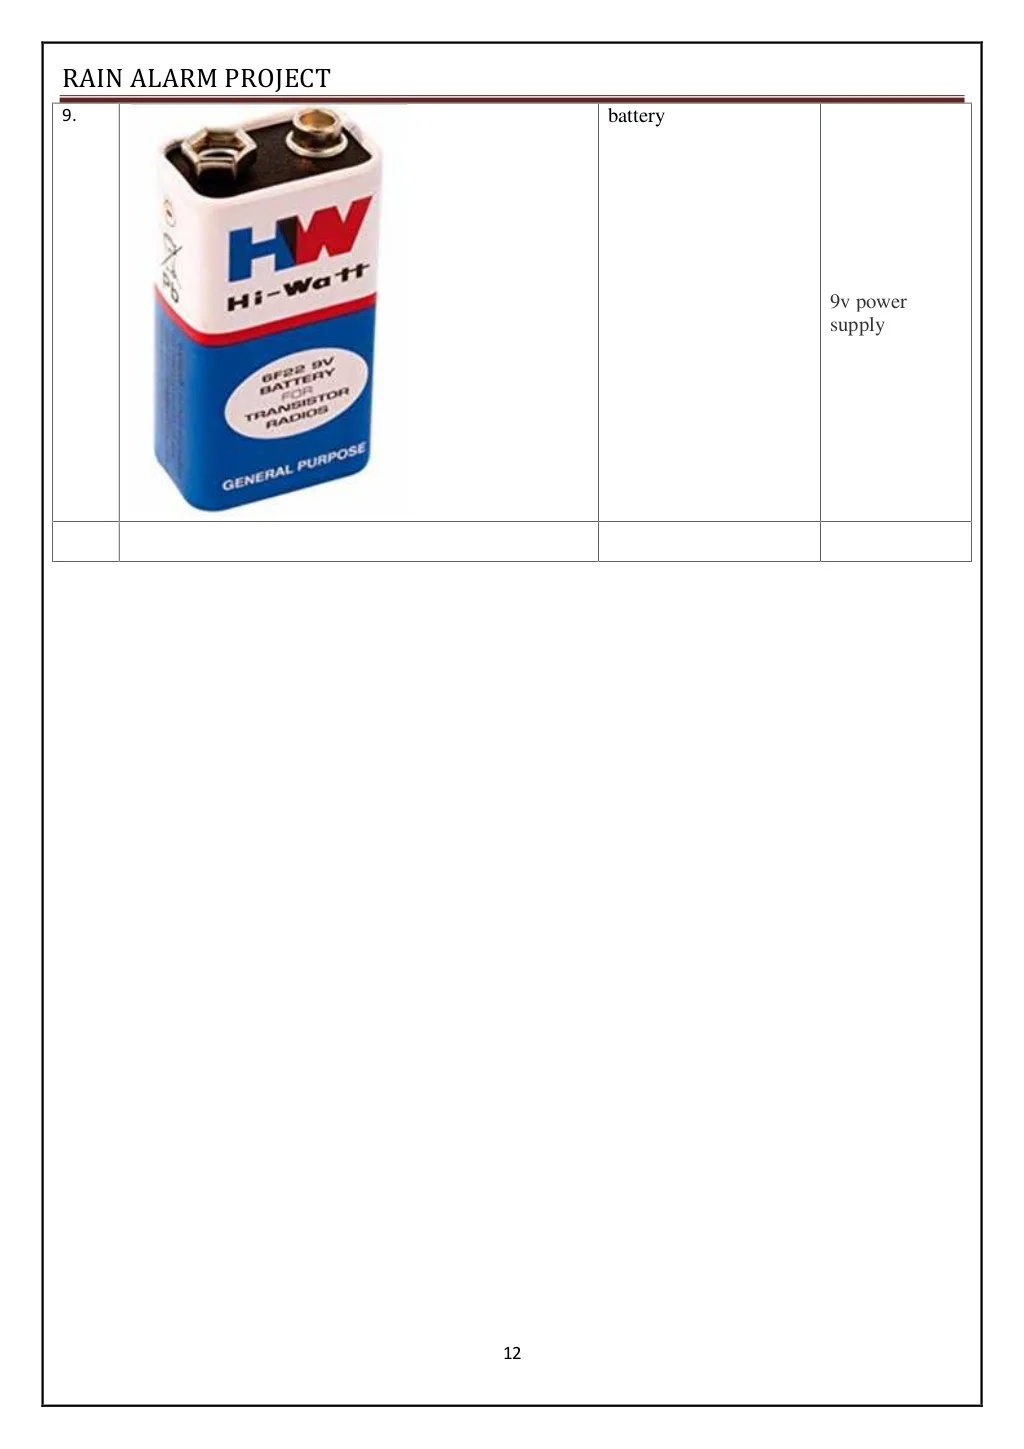 RAIN ALARM PROJECT
9.
battery
HW
Hi-Watt
Pb
6F22 9V
BATTERY
FOR
TRANSISTOR
RADIOS
GENERAL PURPOSE
9v power
supply
12